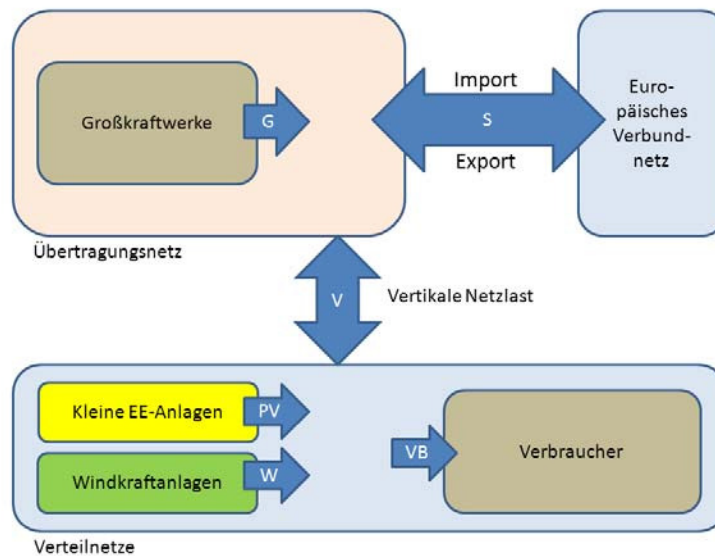 Großkraftwerke
G
Import
S
Export
Euro-
päisches
Verbund-
netz
Übertragungsnetz
V
Vertikale Netzlast
Kleine EE-Anlagen
PV
Windkraftanlagen
W
VB
Verbraucher
Verteilnetze